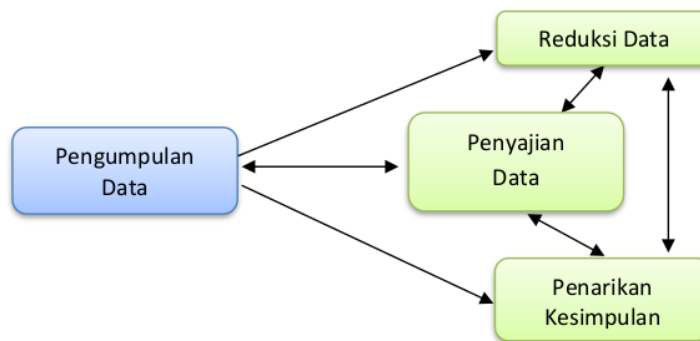 Reduksi Data
Pengumpulan
Data
Penyajian
Data
Penarikan
Kesimpulan